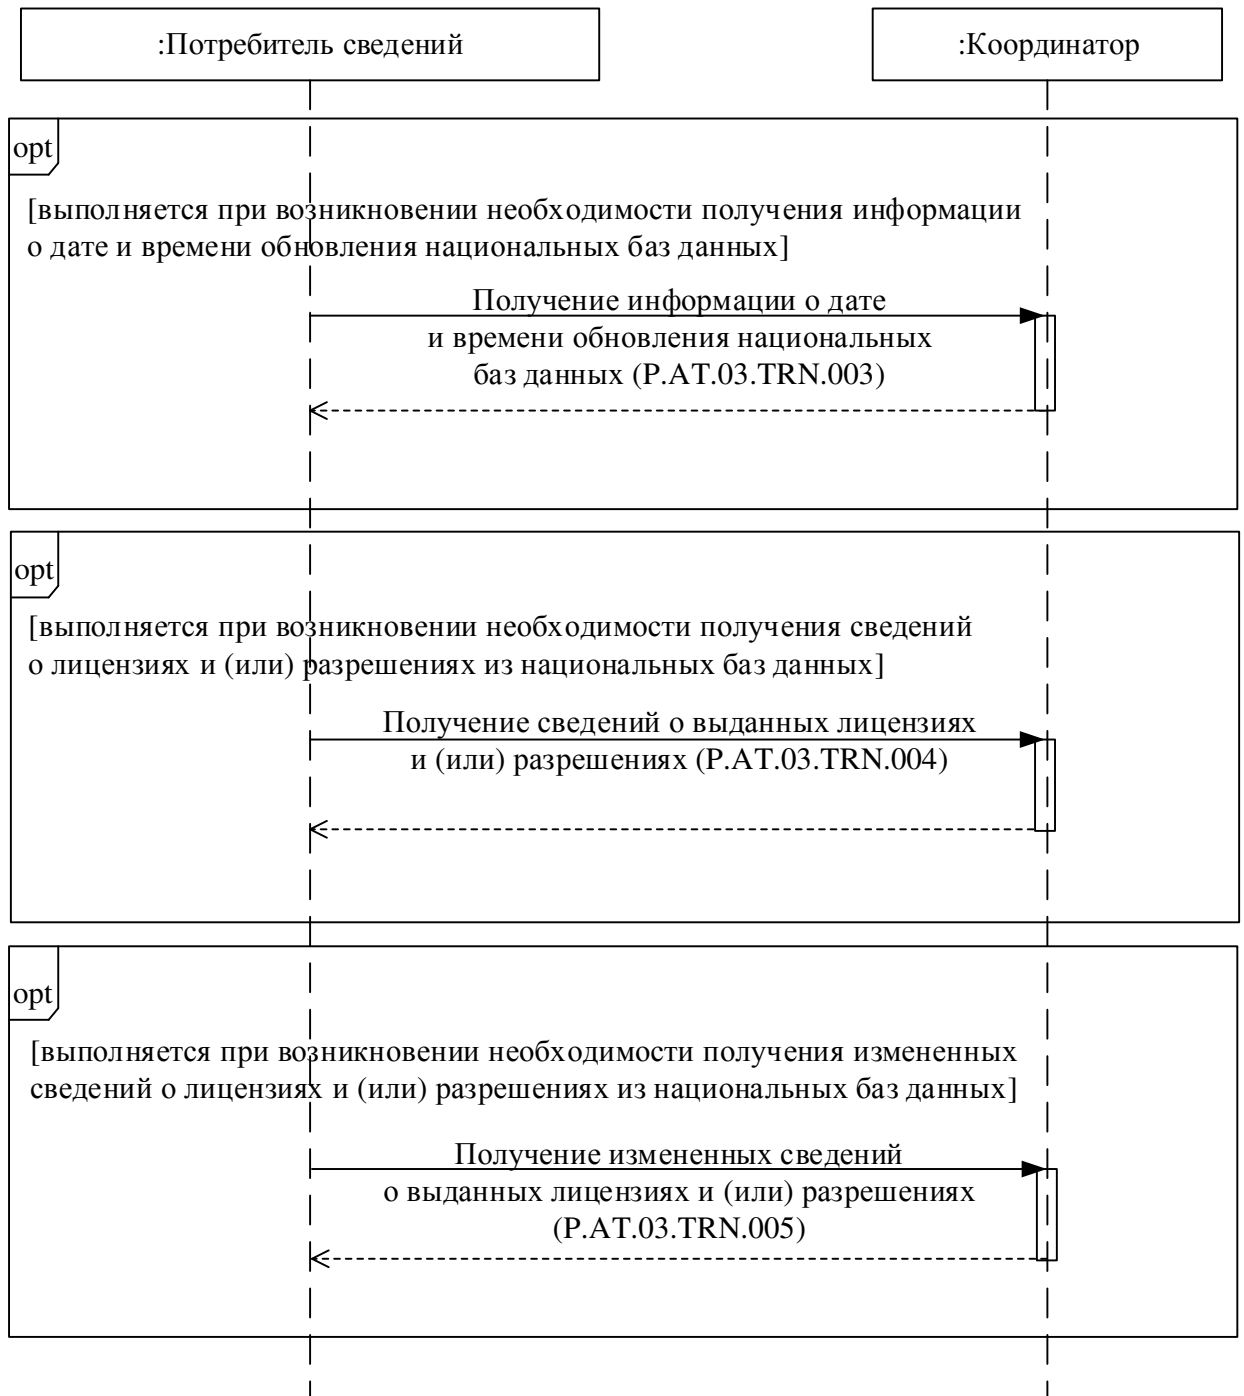 :Потребитель сведений
:Координатор
opt
[выполняется при возникновении необходимости получения информации
о дате и времени обновления национальных баз данных]
Получение информации о дате
и времени обновления национальных
баз данных (P.AT.03.TRN.003)
opt
[выполняется при возникновении необходимости получения сведений
о лицензиях и (или) разрешениях из национальных баз данных]
Получение сведений о выданных лицензиях
и (или) разрешениях (P.AT.03.TRN.004)
opt
[выполняется при возникновении необходимости получения измененных
сведений о лицензиях и (или) разрешениях из национальных баз данных]
Получение измененных сведений
о выданных лицензиях и (или) разрешениях
(P.AT.03.TRN.005)